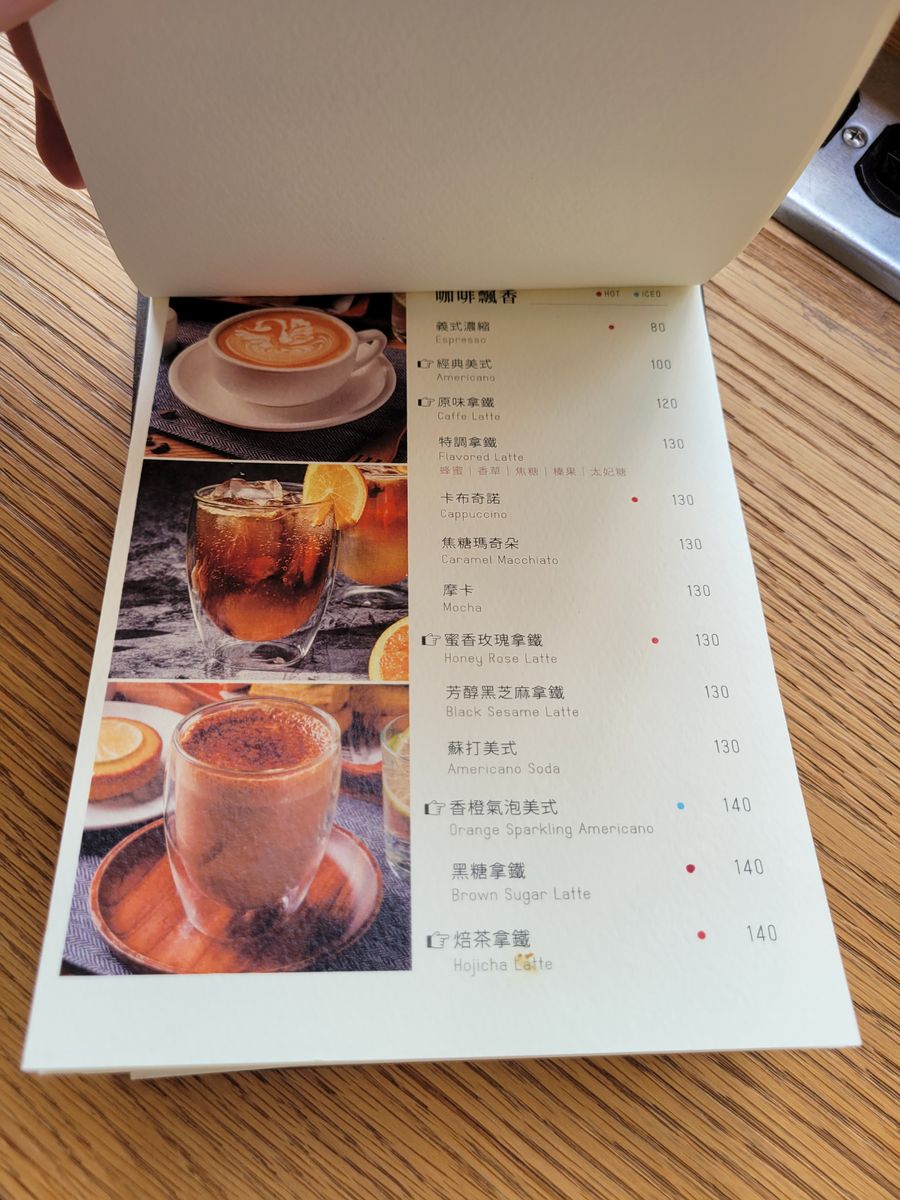 咖啡飄香 HOT ICED
義式濃縮 80
Espresso
經典美式 100
Americano
原味拿鐵 120
Caffe Latte
特調拿鐵 130
Flavored Latte
蜂蜜｜香草｜焦糖｜榛果｜太妃糖
卡布奇諾 130
Cappuccino
焦糖瑪奇朵 130
Caramel Macchiato
摩卡 130
Mocha
蜜香玫瑰拿鐵 130
Honey Rose Latte
芳醇黑芝麻拿鐵 130
Black Sesame Latte
蘇打美式 130
Americano Soda
香橙氣泡美式 140
Orange Sparkling Americano
黑糖拿鐵 140
Brown Sugar Latte
焙茶拿鐵 140
Hojicha Latte